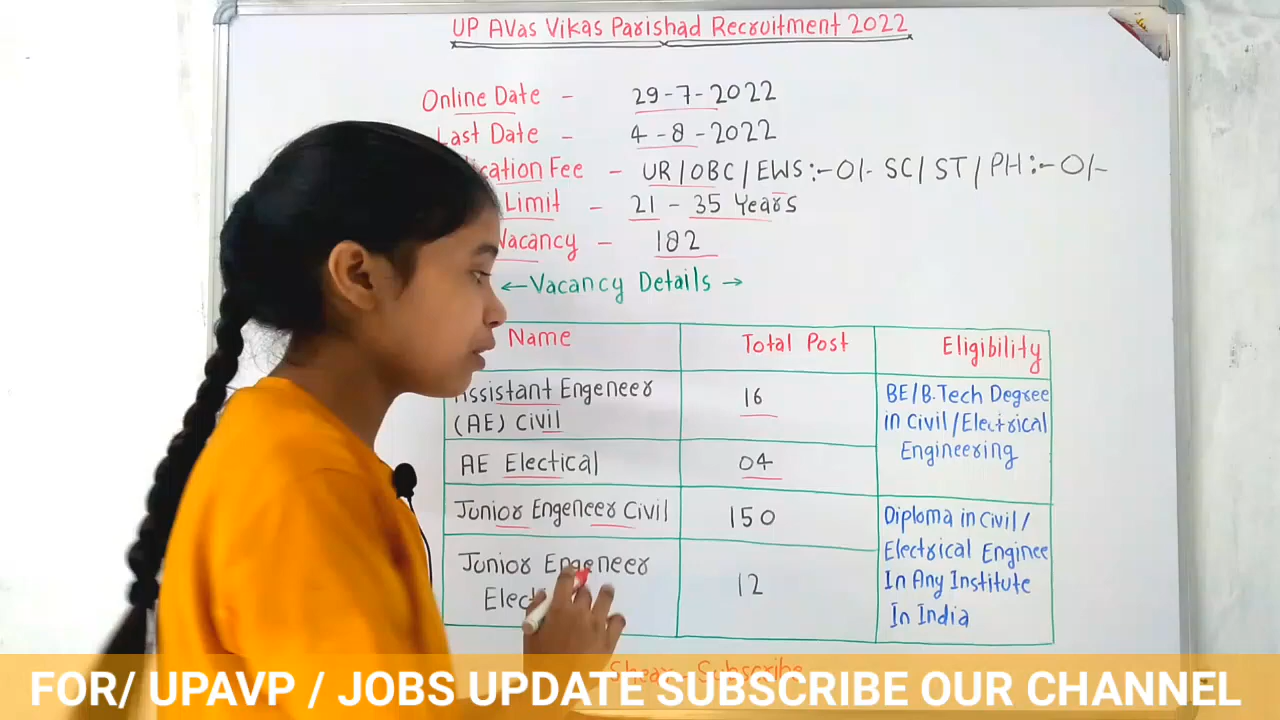 UP AVas Vikas Parishad Recruitment 2022
Online Date - 29-7-2022
Last Date - 4-8-2022
Fee - UR/OBC/EWS:-0/- SC/ST/PH:-0/-
Limit - 21 - 35 Years
Vacancy - 182
←Vacancy Details→
Name Total Post Eligibility
Assistant Engeneer
(AE) Civil
16
BE/B.Tech Degree
in Civil/Electrical
Engineering
AE Electical 04
Junior Engeneer Civil 150
Diploma in Civil/
Electrical Enginee
In Any Institute
In India
Junior Engeneer
12
Shear - Subscribe
FOR/ UPAVP / JOBS UPDATE SUBSCRIBE OUR CHANNEL